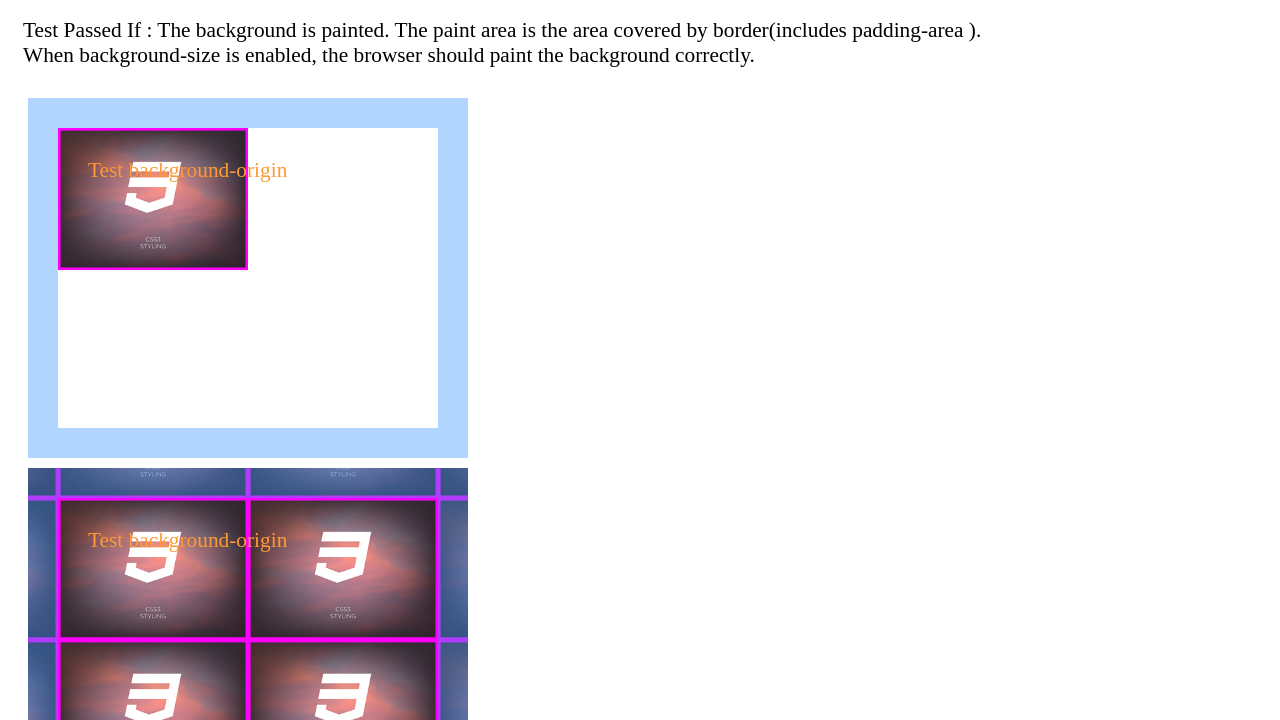 Test Passed If : The background is painted. The paint area is the area covered by border(includes padding-area ).
When background-size is enabled, the browser should paint the background correctly.
Test background-origin
CSS3
STYLING
STYLING
STYLING
Test background-origin
CSS3
STYLING
CSS3
STYLING